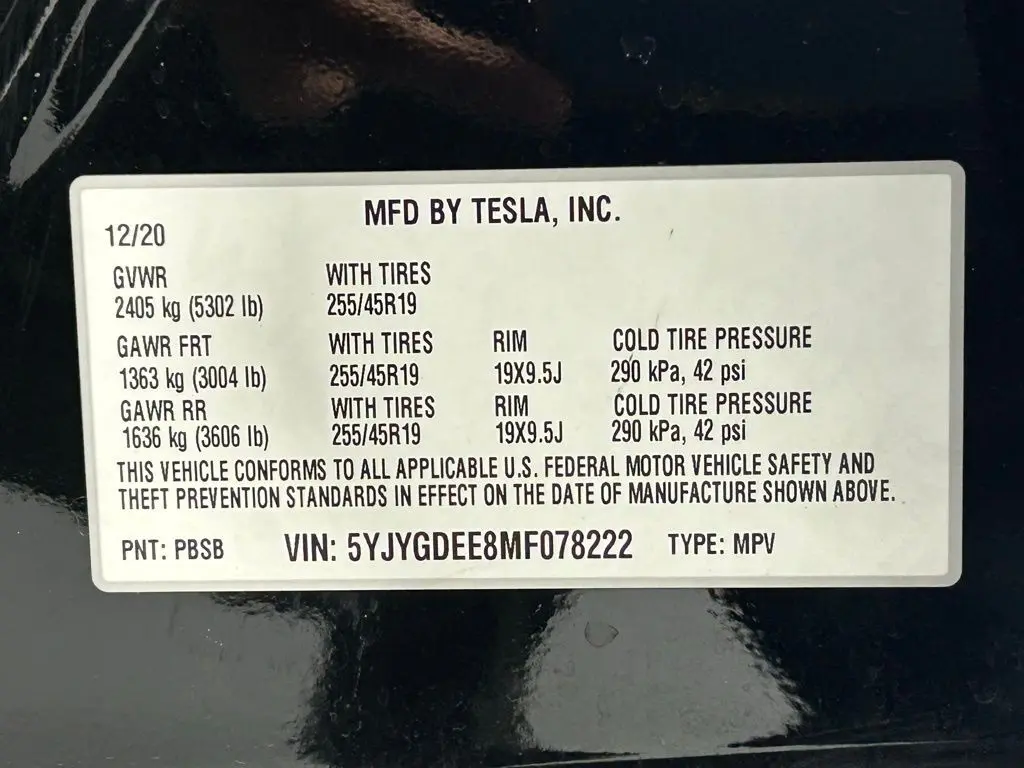 MFD BY TESLA, INC.
12/20
GVWR WITH TIRES
2405 kg (5302 lb) 255/45R19
GAWR FRT WITH TIRES RIM COLD TIRE PRESSURE
1363 kg (3004 lb) 255/45R19 19X9.5J 290 kPa, 42 psi
GAWR RR WITH TIRES RIM COLD TIRE PRESSURE
1636 kg (3606 lb) 255/45R19 19X9.5J 290 kPa, 42 psi
THIS VEHICLE CONFORMS TO ALL APPLICABLE U.S. FEDERAL MOTOR VEHICLE SAFETY AND
THEFT PREVENTION STANDARDS IN EFFECT ON THE DATE OF MANUFACTURE SHOWN ABOVE.
PNT: PBSB VIN: 5YJYGDEE8MF078222 TYPE: MPV